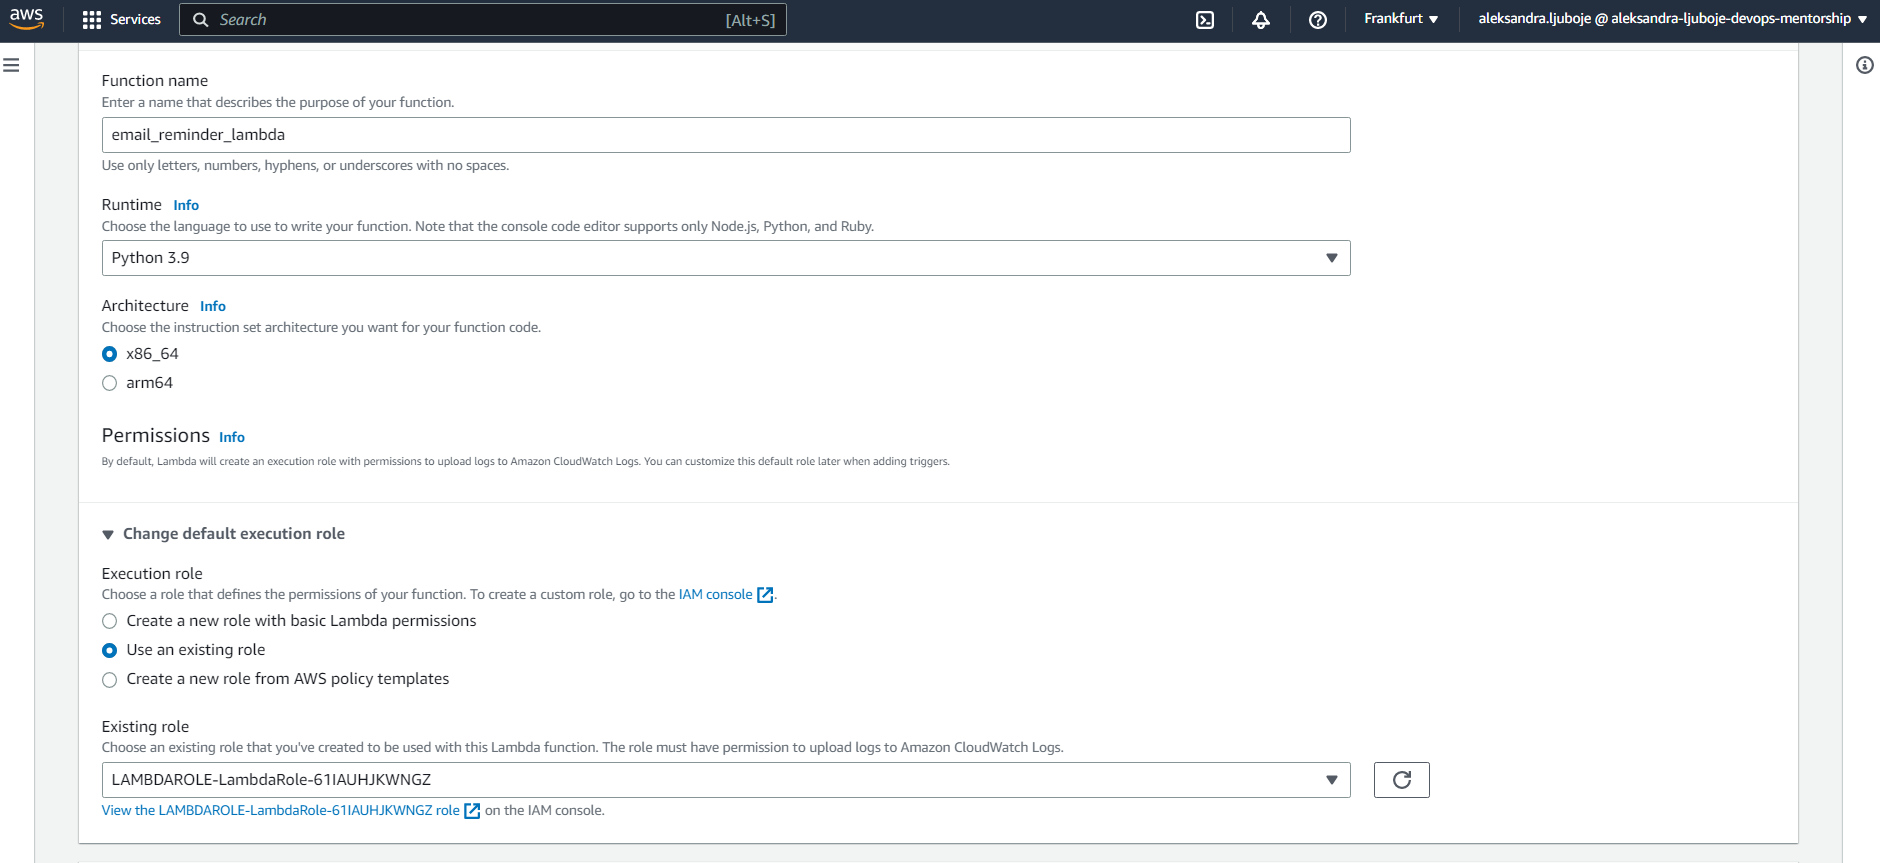 aws Services Search [Alt+S] Frankfurt aleksandra.ljuboje @ aleksandra-ljuboje-devops-mentorship
Function name
Enter a name that describes the purpose of your function.
email_reminder_lambda
Use only letters, numbers, hyphens, or underscores with no spaces.
Runtime Info
Choose the language to use to write your function. Note that the console code editor supports only Node.js, Python, and Ruby.
Python 3.9
Architecture Info
Choose the instruction set architecture you want for your function code.
x86_64
arm64
Permissions Info
By default, Lambda will create an execution role with permissions to upload logs to Amazon CloudWatch Logs. You can customize this default role later when adding triggers.
Change default execution role
Execution role
Choose a role that defines the permissions of your function. To create a custom role, go to the IAM console.
Create a new role with basic Lambda permissions
Use an existing role
Create a new role from AWS policy templates
Existing role
Choose an existing role that you've created to be used with this Lambda function. The role must have permission to upload logs to Amazon CloudWatch Logs.
LAMBDAROLE-LambdaRole-61IAUHJKWNGZ
View the LAMBDAROLE-LambdaRole-61IAUHJKWNGZ role on the IAM console.